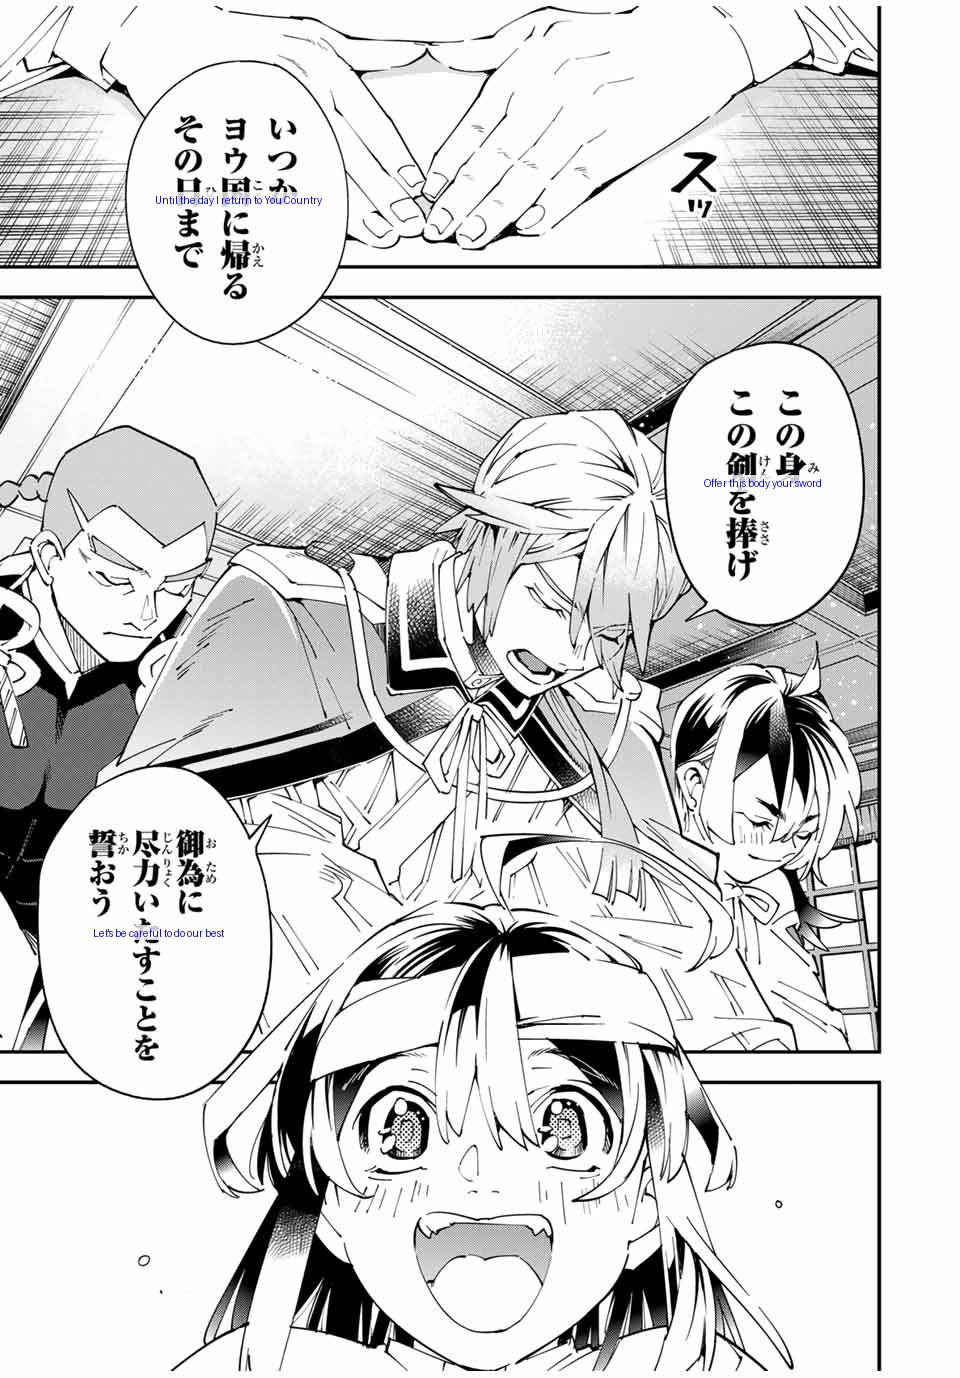 いつか
ヨウ国に帰る
その日まで
Until the day I return to You Country
スッ
この身
この剣を捧げ
Offer this body your sword
御為に
尽力いたすことを
誓おう
Let's be careful to do our best